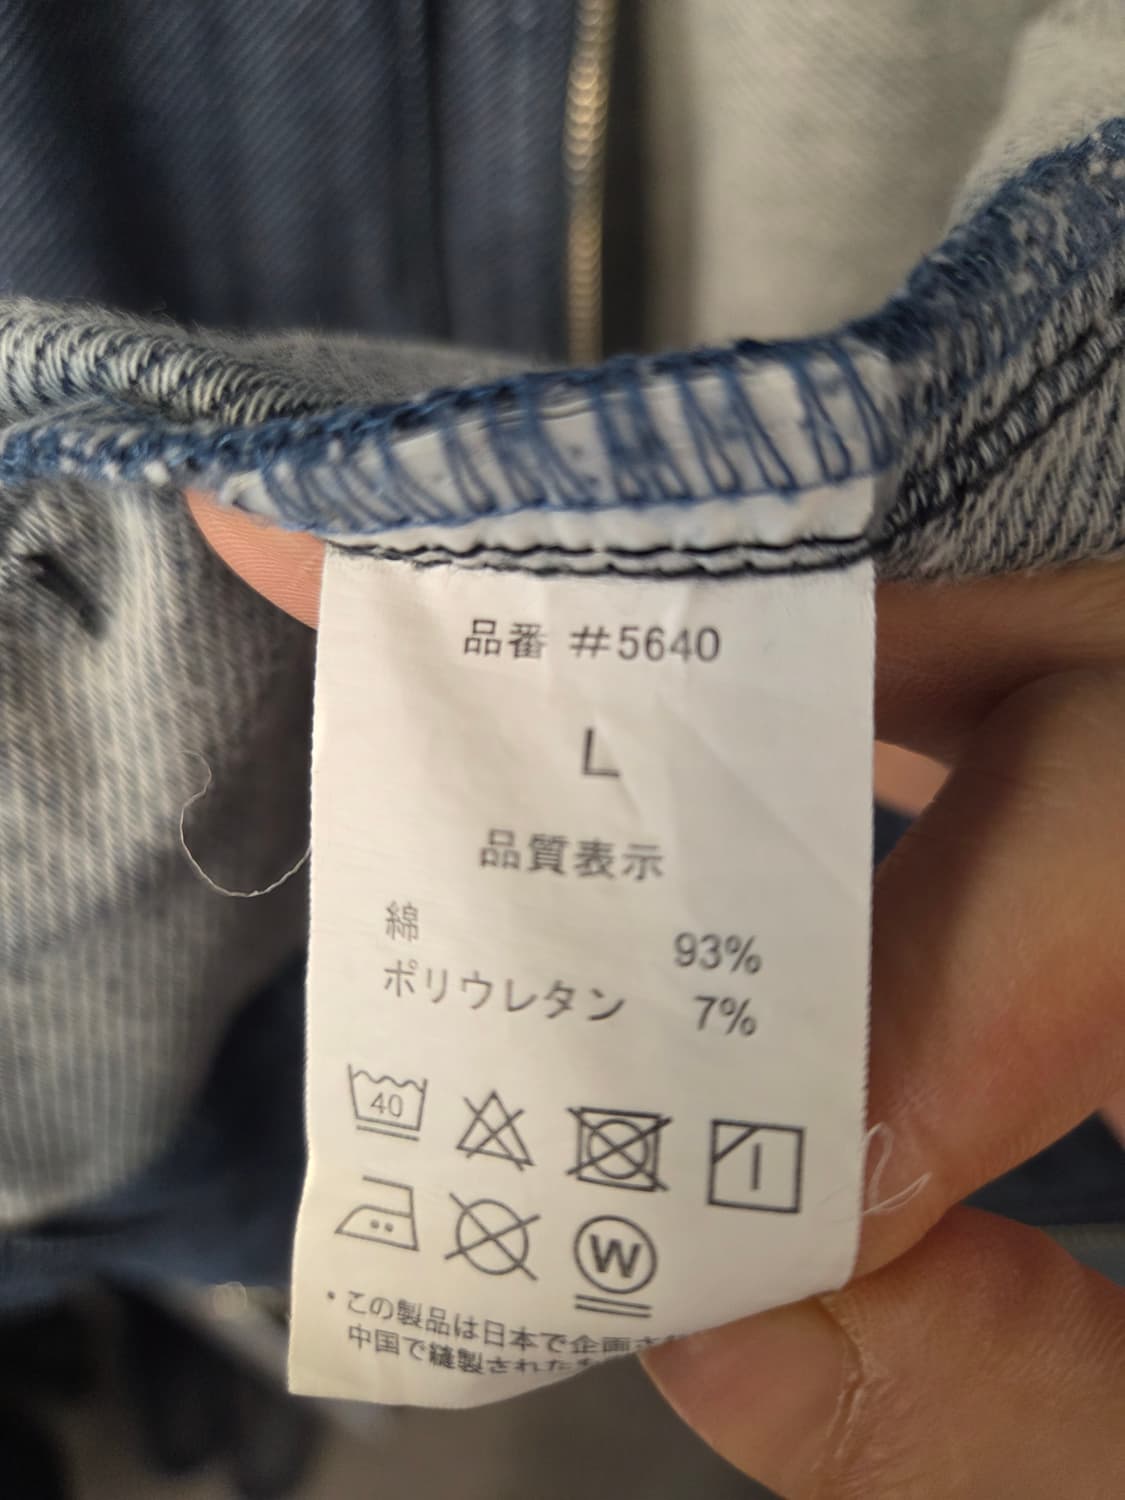 品番 #5640
L
品質表示
綿 93%
ポリウレタン 7%
40
W
・この製品は日本で企画さ
中国で縫製された